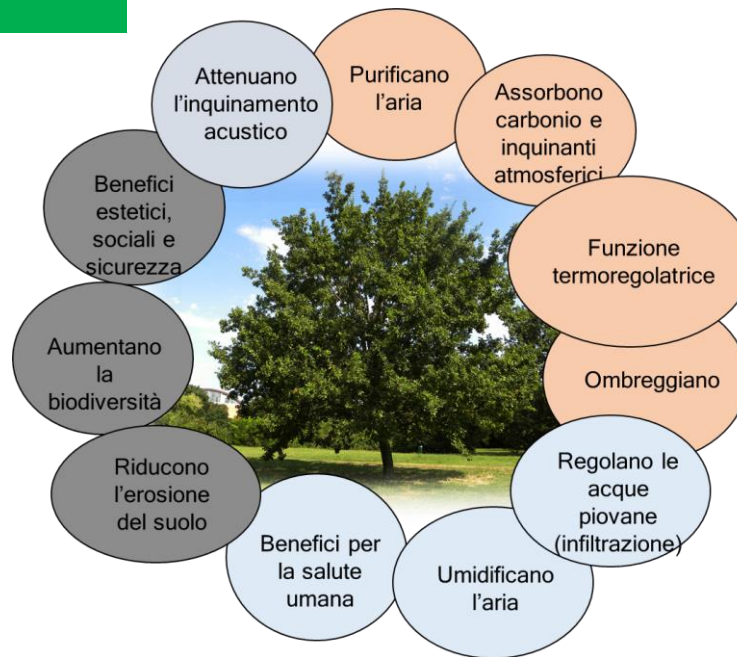 Attenuano
l'inquinamento
acustico
Purificano
l'aria
Assorbono
carbonio e
inquinanti
atmosferici
Funzione
termoregolatrice
Ombreggiano
Regolano le
acque
piovane
(infiltrazione)
Umidificano
l'aria
Benefici per
la salute
umana
Riducono
l'erosione
del suolo
Aumentano
la
biodiversità
Benefici
estetici,
sociali e
sicurezza